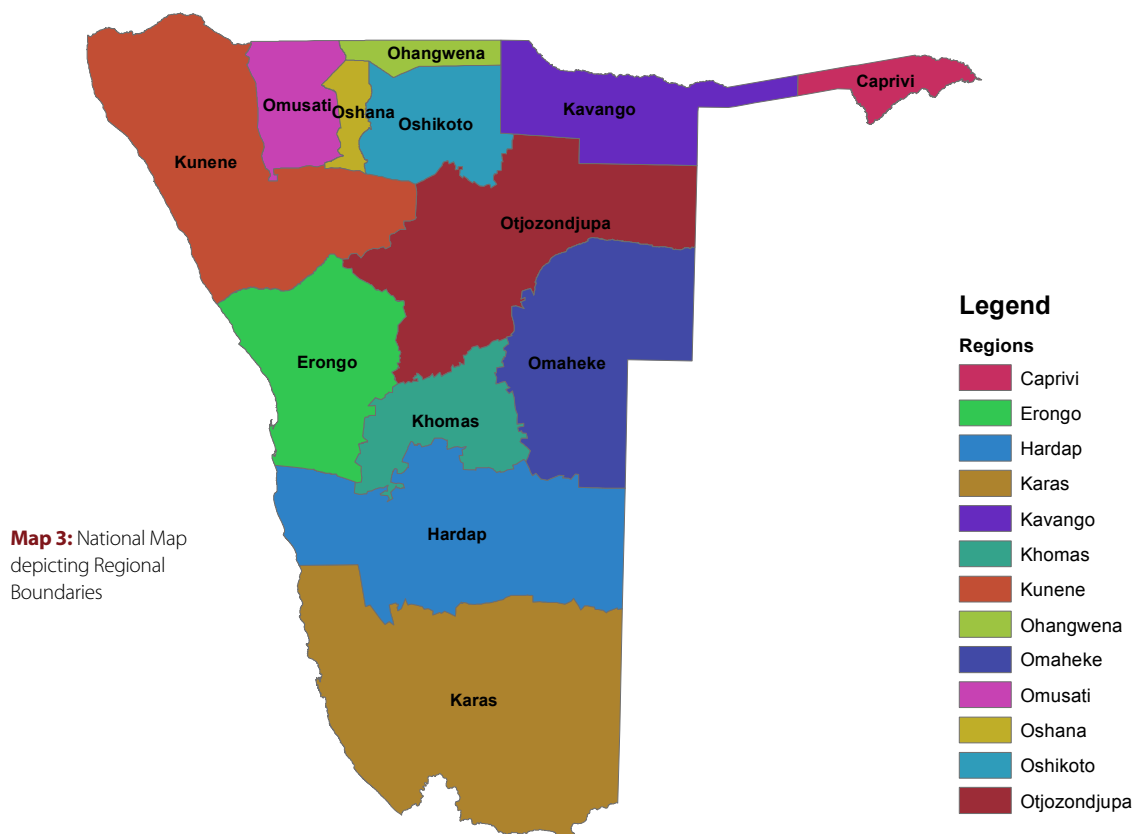 Ohangwena
Caprivi
Omusati
Oshana
Kavango
Oshikoto
Kunene
Otjozondjupa
Erongo
Omaheke
Khomas
Hardap
Karas
Map 3: National Map
depicting Regional
Boundaries
Legend
Regions
Caprivi
Erongo
Hardap
Karas
Kavango
Khomas
Kunene
Ohangwena
Omaheke
Omusati
Oshana
Oshikoto
Otjozondjupa